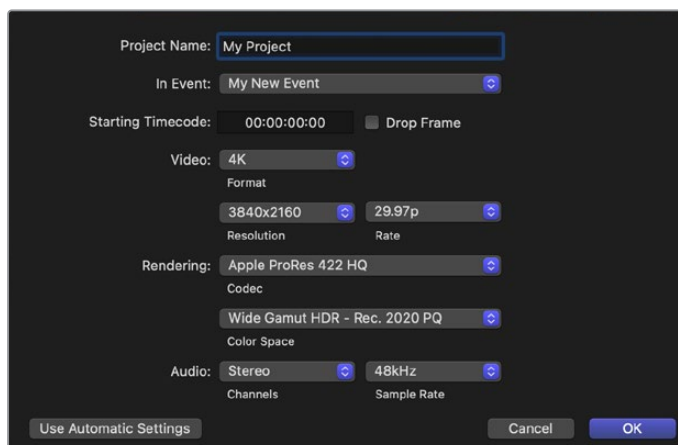 Project Name: My Project
In Event: My New Event
Starting Timecode: 00:00:00:00 Drop Frame
Video: 4K
Format
3840x2160 29.97p
Resolution Rate
Rendering: Apple ProRes 422 HQ
Codec
Wide Gamut HDR - Rec. 2020 PQ
Color Space
Audio: Stereo 48kHz
Channels Sample Rate
Use Automatic Settings Cancel OK